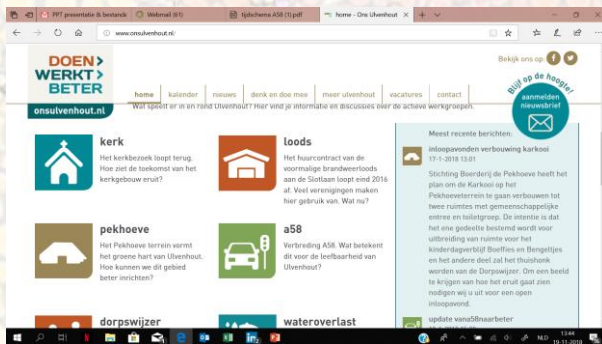 PPT presentatie & bestande
Webmail (61)
tijdschema A58 (1).pdf
home - Ons Ulvenhout
www.onsulvenhout.nl/
DOEN>
WERKT>
BETER
onsulvenhout.nl
Bekijk ons op:
home kalender nieuws denk en doe mee meer ulvenhout vacatures contact
Blijf op de hoogte!
aanmelden
nieuwsbrief
Wat speelt er in en rond Ulvenhout? Hier vind je informatie en discussies over de actieve werkgroepen.
kerk
Het kerkbezoek loopt terug.
Hoe ziet de toekomst van het
kerkgebouw eruit?
loods
Het huurcontract van de
voormalige brandweerloods
aan de Slotlaan loopt eind 2016
af. Veel verenigingen maken
hier gebruik van. Wat nu?
pekhoeve
Het Pekhoeve terrein vormt
het groene hart van Ulvenhout.
Hoe kunnen we dit gebied
beter inrichten?
a58
Verbreding A58. Wat betekent
dit voor de leefbaarheid van
Ulvenhout?
dorpswijzer
wateroverlast
Meest recente berichten:
inloopavonden verbouwing karkooi
17-1-2018 13:01
Stichting Boerderij de Pekhoeve heeft het
plan om de Karkooi op het
Pekhoeveterrein te gaan verbouwen tot
twee ruimtes met gemeenschappelijke
entree en toiletgroep. De intentie is dat
het ene gedeelte bestemd wordt voor
uitbreiding van ruimte voor het
kinderdagverblijf Boeffies en Bengeltjes
en het andere deel zal het thuishonk
worden van de Dorpswijzer. Om een beeld
te krijgen van hoe het eruit gaat zien
nodigen wij u uit voor een open
inloopavond.
update vana58naarbeter
NLD
13:44
19-11-2018